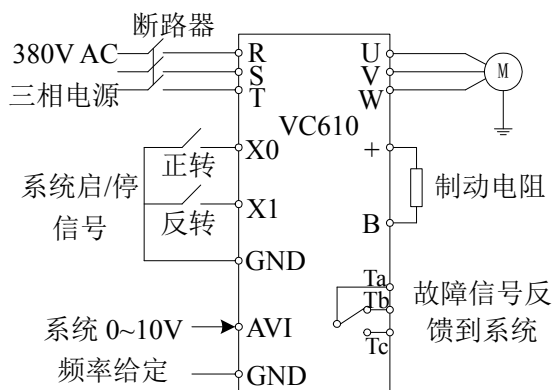 断路器
380V AC
三相电源
R
S
T
U
V
W
M
VC610
X0
正转
系统启/停
信号
X1
反转
GND
+
制动电阻
B
Ta
Tb
Tc
故障信号反
馈到系统
系统 0~10V
AVI
频率给定
GND